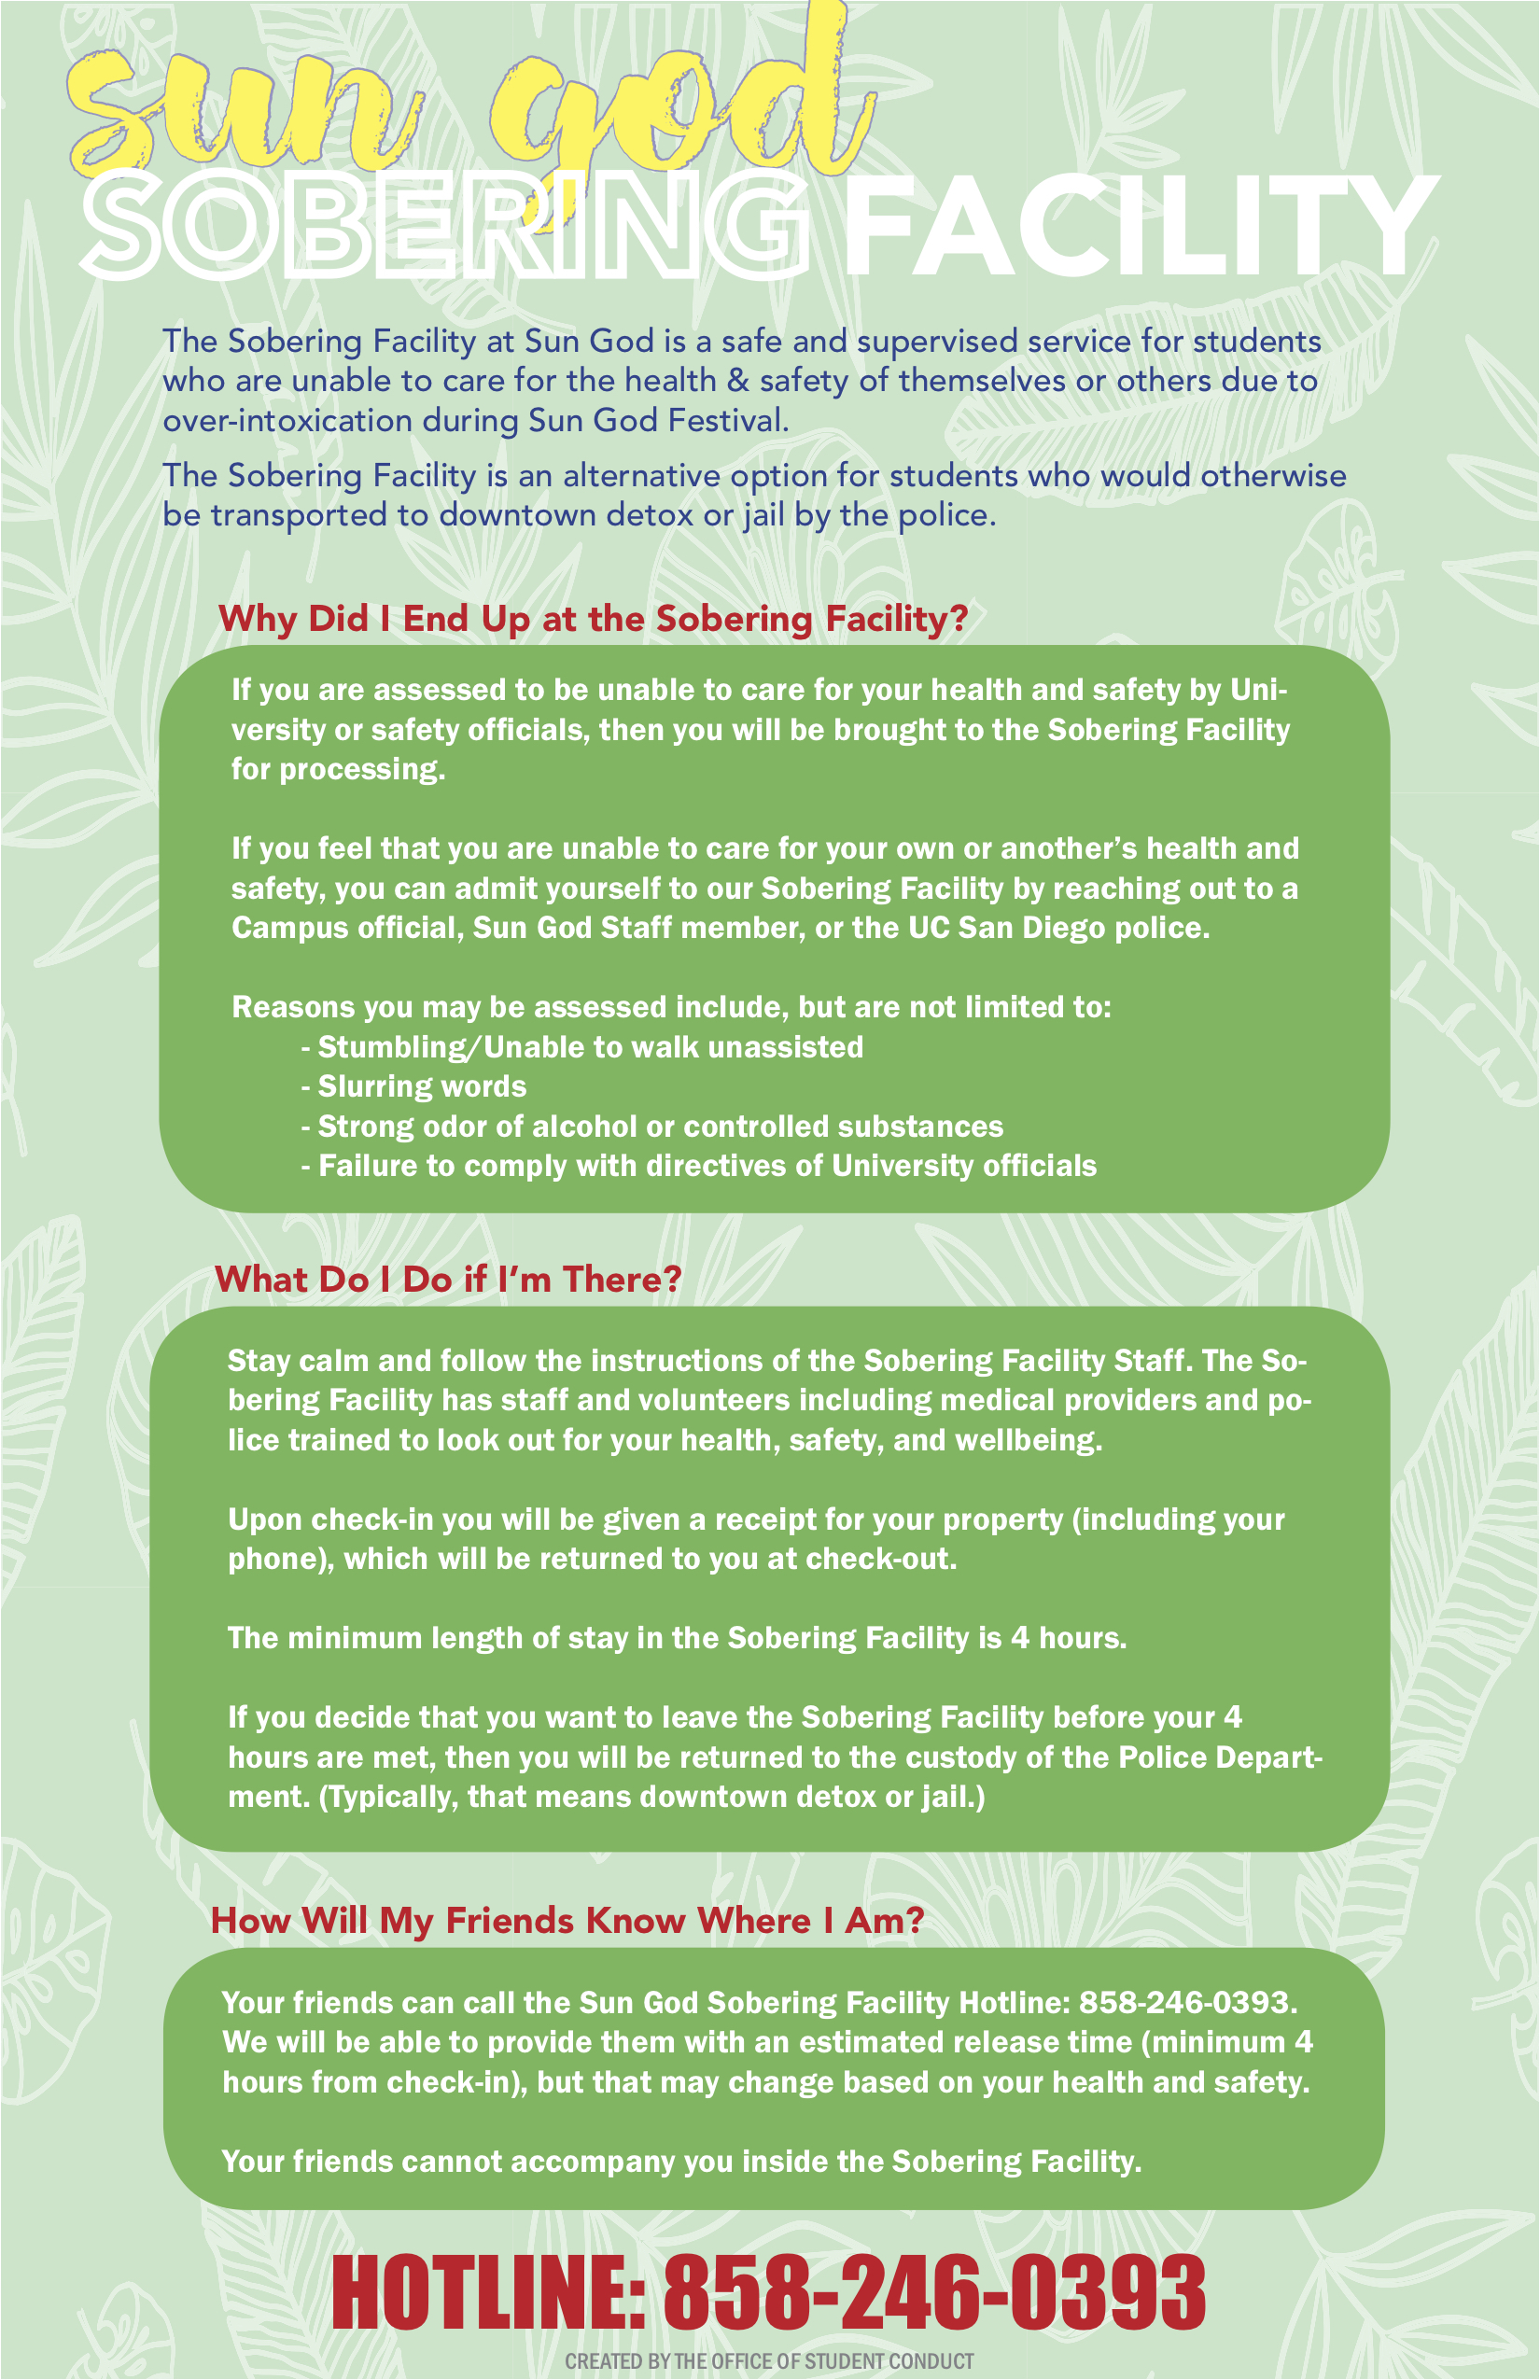 sun god
SOBERING FACILITY
The Sobering Facility at Sun God is a safe and supervised service for students
who are unable to care for the health & safety of themselves or others due to
over-intoxication during Sun God Festival.
The Sobering Facility is an alternative option for students who would otherwise
be transported to downtown detox or jail by the police.
Why Did I End Up at the Sobering Facility?
If you are assessed to be unable to care for your health and safety by Uni-
versity or safety officials, then you will be brought to the Sobering Facility
for processing.
If you feel that you are unable to care for your own or another’s health and
safety, you can admit yourself to our Sobering Facility by reaching out to a
Campus official, Sun God Staff member, or the UC San Diego police.
Reasons you may be assessed include, but are not limited to:
- Stumbling/Unable to walk unassisted
- Slurring words
- Strong odor of alcohol or controlled substances
- Failure to comply with directives of University officials
What Do I Do if I’m There?
Stay calm and follow the instructions of the Sobering Facility Staff. The So-
bering Facility has staff and volunteers including medical providers and po-
lice trained to look out for your health, safety, and wellbeing.
Upon check-in you will be given a receipt for your property (including your
phone), which will be returned to you at check-out.
The minimum length of stay in the Sobering Facility is 4 hours.
If you decide that you want to leave the Sobering Facility before your 4
hours are met, then you will be returned to the custody of the Police Depart-
ment. (Typically, that means downtown detox or jail.)
How Will My Friends Know Where I Am?
Your friends can call the Sun God Sobering Facility Hotline: 858-246-0393.
We will be able to provide them with an estimated release time (minimum 4
hours from check-in), but that may change based on your health and safety.
Your friends cannot accompany you inside the Sobering Facility.
HOTLINE: 858-246-0393
CREATED BY THE OFFICE OF STUDENT CONDUCT